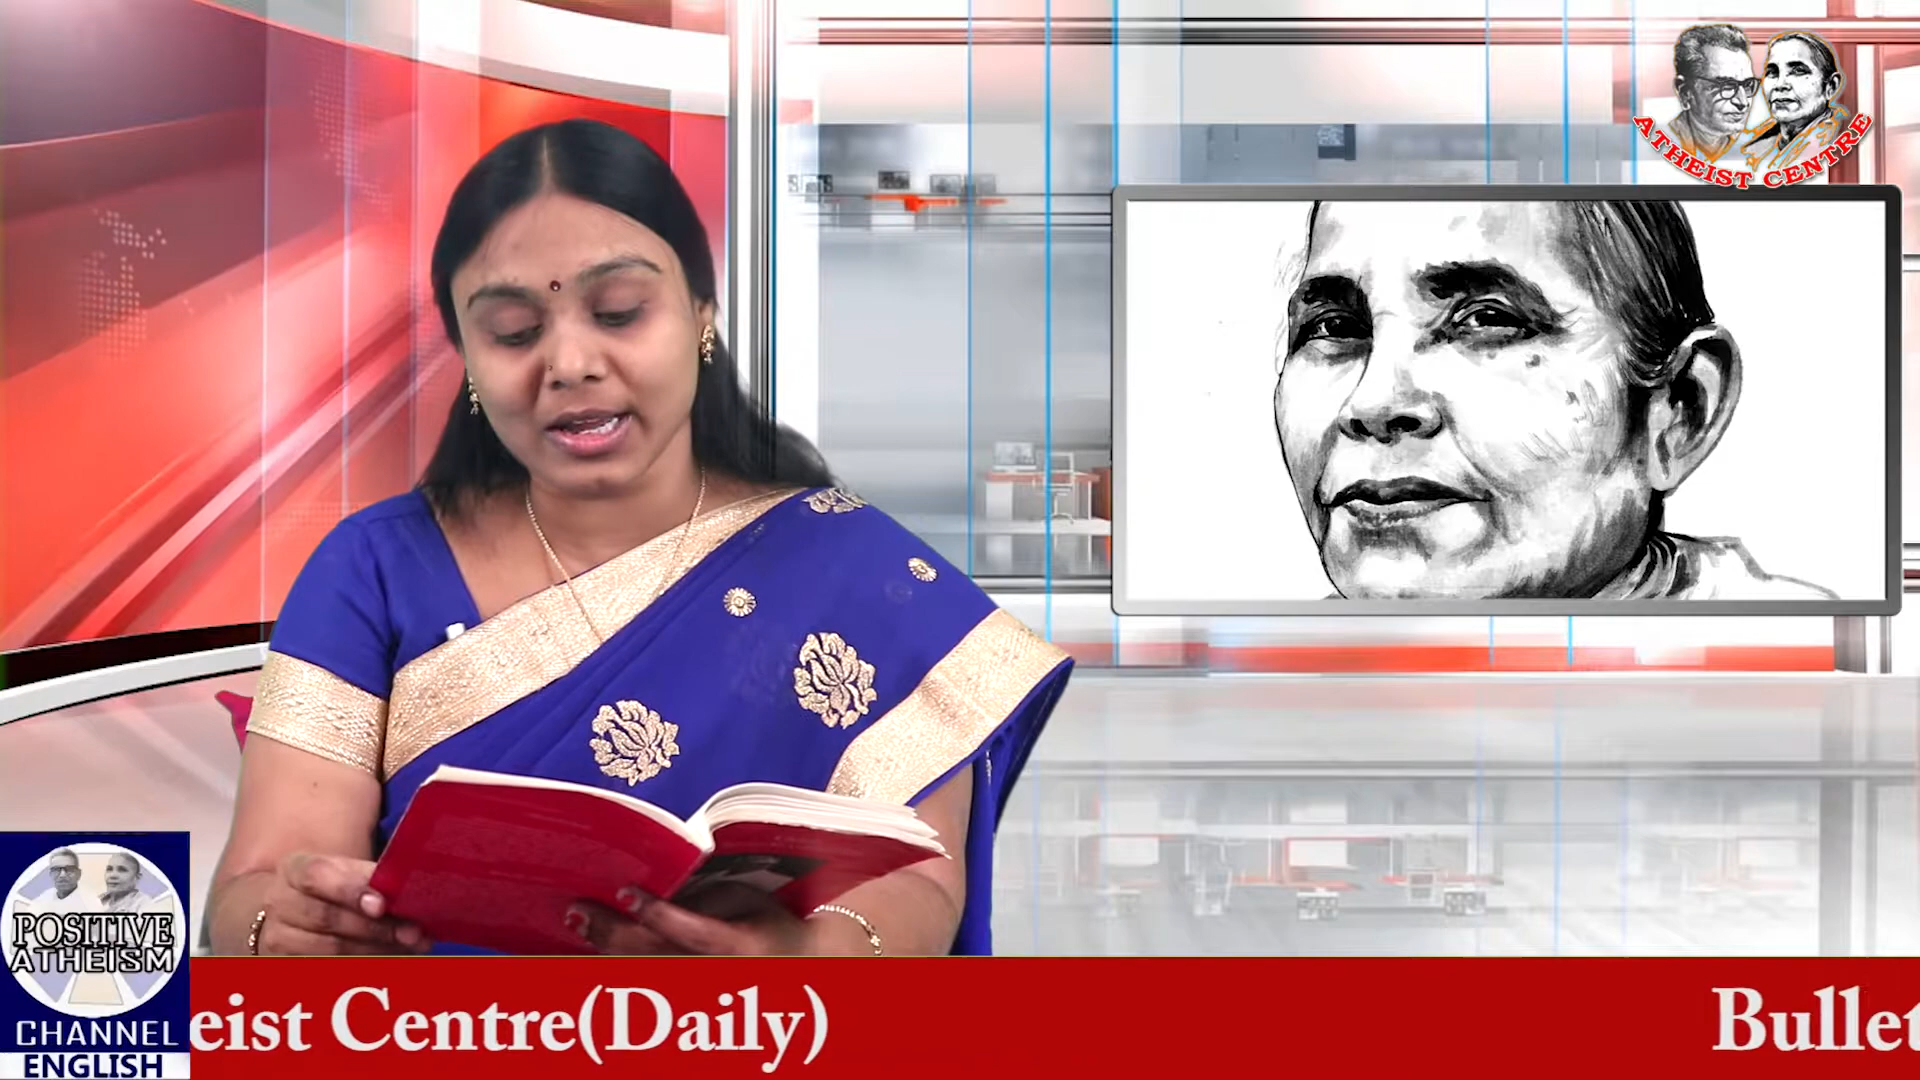 ATHEIST CENTRE
POSITIVE
ATHEISM
CHANNEL
ENGLISH
eist Centre(Daily)
Bullet